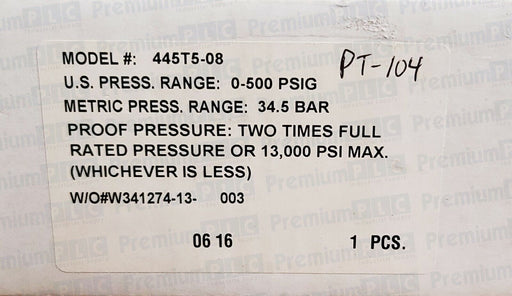 MODEL #: 445T5-08
PT-104
U.S. PRESS. RANGE: 0-500 PSIG
METRIC PRESS. RANGE: 34.5 BAR
PROOF PRESSURE: TWO TIMES FULL
RATED PRESSURE OR 13,000 PSI MAX.
(WHICHEVER IS LESS)
W/O#W341274-13- 003
06 16 1 PCS.
PremiumPLC